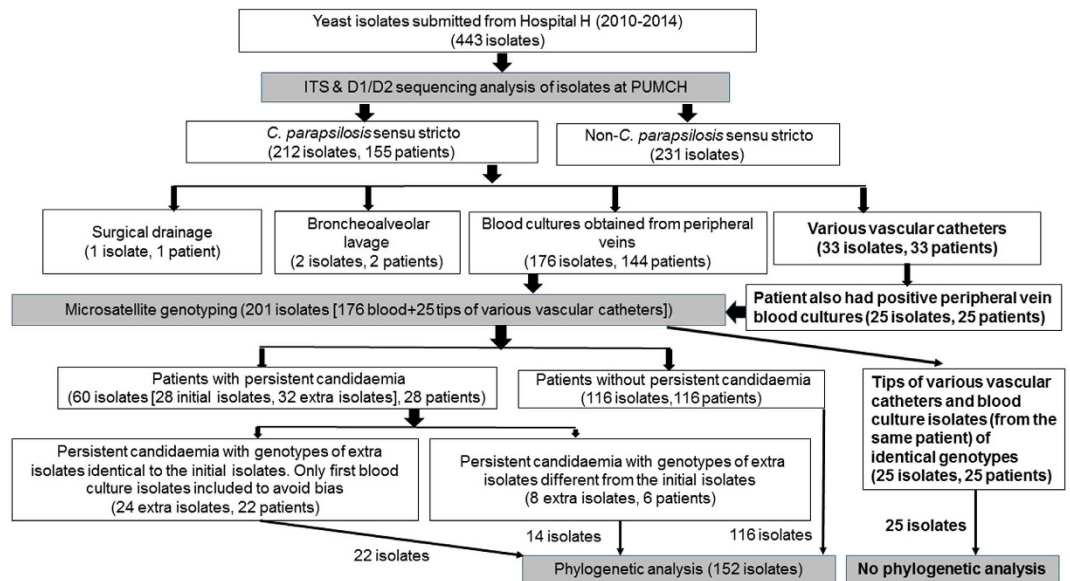 Yeast isolates submitted from Hospital H (2010-2014)
(443 isolates)
ITS & D1/D2 sequencing analysis of isolates at PUMCH
C. parapsilosis sensu stricto
(212 isolates, 155 patients)
Non-C. parapsilosis sensu stricto
(231 isolates)
Surgical drainage
(1 isolate, 1 patient)
Broncheoalveolar
lavage
(2 isolates, 2 patients)
Blood cultures obtained from peripheral
veins
(176 isolates, 144 patients)
Various vascular catheters
(33 isolates, 33 patients)
Microsatellite genotyping (201 isolates [176 blood+25 tips of various vascular catheters])
Patient also had positive peripheral vein
blood cultures (25 isolates, 25 patients)
Patients with persistent candidaemia
(60 isolates [28 initial isolates, 32 extra isolates], 28 patients)
Patients without persistent candidaemia
(116 isolates, 116 patients)
Tips of various vascular
catheters and blood
culture isolates (from the
same patient) of
identical genotypes
(25 isolates, 25 patients)
Persistent candidaemia with genotypes of extra
isolates identical to the initial isolates. Only first blood
culture isolates included to avoid bias
(24 extra isolates, 22 patients)
Persistent candidaemia with genotypes of extra
isolates different from the initial isolates
(8 extra isolates, 6 patients)
22 isolates
14 isolates
116 isolates
25 isolates
Phylogenetic analysis (152 isolates)
No phylogenetic analysis